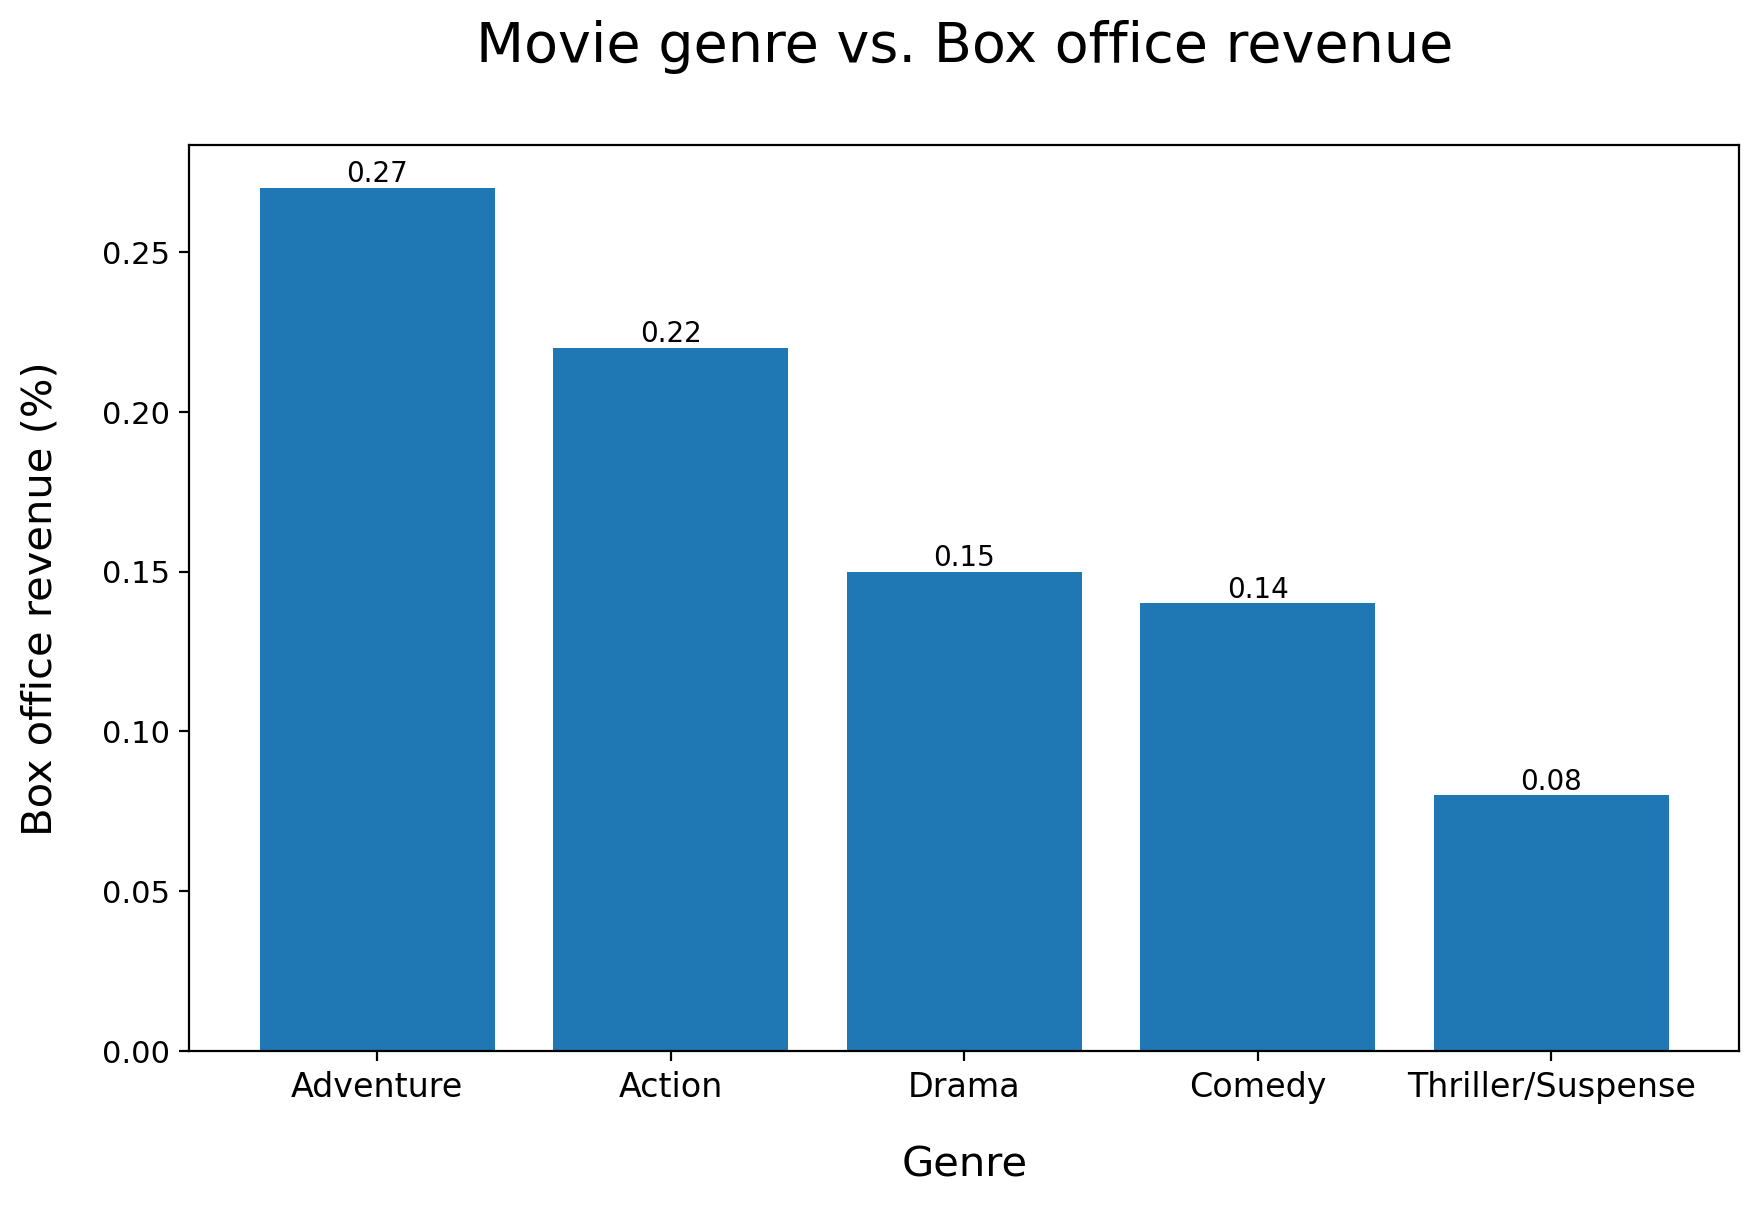 Movie genre vs. Box office revenue
0.27
0.22
0.15
0.14
0.08
0.25
0.20
0.15
0.10
0.05
0.00
Box office revenue (%)
Adventure
Action
Drama
Comedy
Thriller/Suspense
Genre